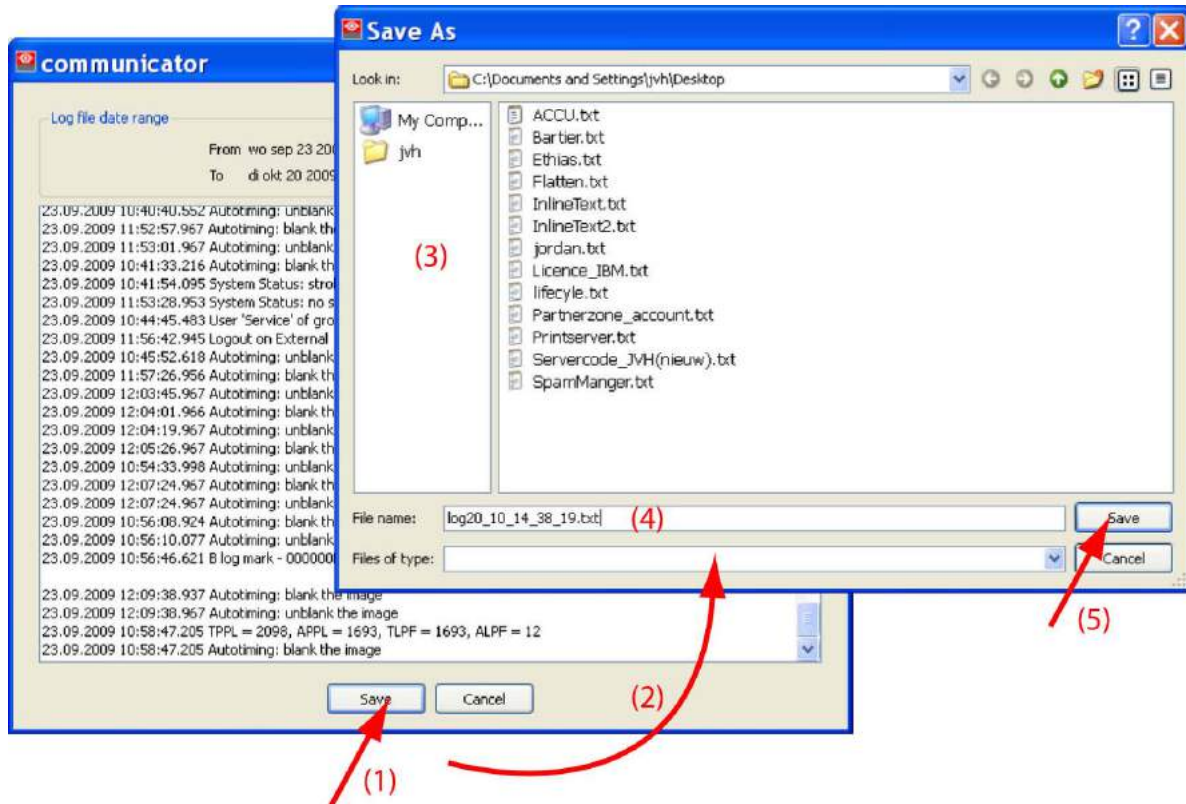 communicator
Log file date range
From wo sep 23 200
To di okt 20 2009
23.09.2009 10:40:40.552 Autotiming: unblank
23.09.2009 11:52:57.967 Autotiming: blank th
23.09.2009 11:53:01.967 Autotiming: unblank
23.09.2009 10:41:33.216 Autotiming: blank th
23.09.2009 10:41:54.095 System Status: stro
23.09.2009 11:53:28.953 System Status: no s
23.09.2009 10:44:45.483 User 'Service' of gro
23.09.2009 11:56:42.945 Logout on External
23.09.2009 10:45:52.618 Autotiming: unblank
23.09.2009 11:57:26.956 Autotiming: blank th
23.09.2009 12:03:45.967 Autotiming: unblank
23.09.2009 12:04:01.966 Autotiming: blank th
23.09.2009 12:04:19.967 Autotiming: unblank
23.09.2009 12:05:26.967 Autotiming: blank th
23.09.2009 10:54:33.998 Autotiming: unblank
23.09.2009 12:07:24.967 Autotiming: blank th
23.09.2009 12:07:24.967 Autotiming: unblank
23.09.2009 10:56:08.924 Autotiming: blank th
23.09.2009 10:56:10.077 Autotiming: unblank
23.09.2009 10:56:46.621 B log mark - 0000000
23.09.2009 12:09:38.937 Autotiming: blank the image
23.09.2009 12:09:38.967 Autotiming: unblank the image
23.09.2009 10:58:47.205 TPPL = 2098, APPL = 1693, TLPF = 1693, ALPF = 12
23.09.2009 10:58:47.205 Autotiming: blank the image
Save
Cancel
(1)
(2)
Save As
Look in:
C:\Documents and Settings\jvh\Desktop
My Comp...
jvh
(3)
ACCU.txt
Bartier.txt
Ethias.txt
Flatten.txt
InlineText.txt
InlineText2.txt
jordan.txt
Licence_IBM.txt
lifecyle.txt
Partnerzone_account.txt
Printserver.txt
Servercode_JVH(nieuw).txt
SpamManger.txt
File name:
log20_10_14_38_19.txt
(4)
Save
Files of type:
Cancel
(5)